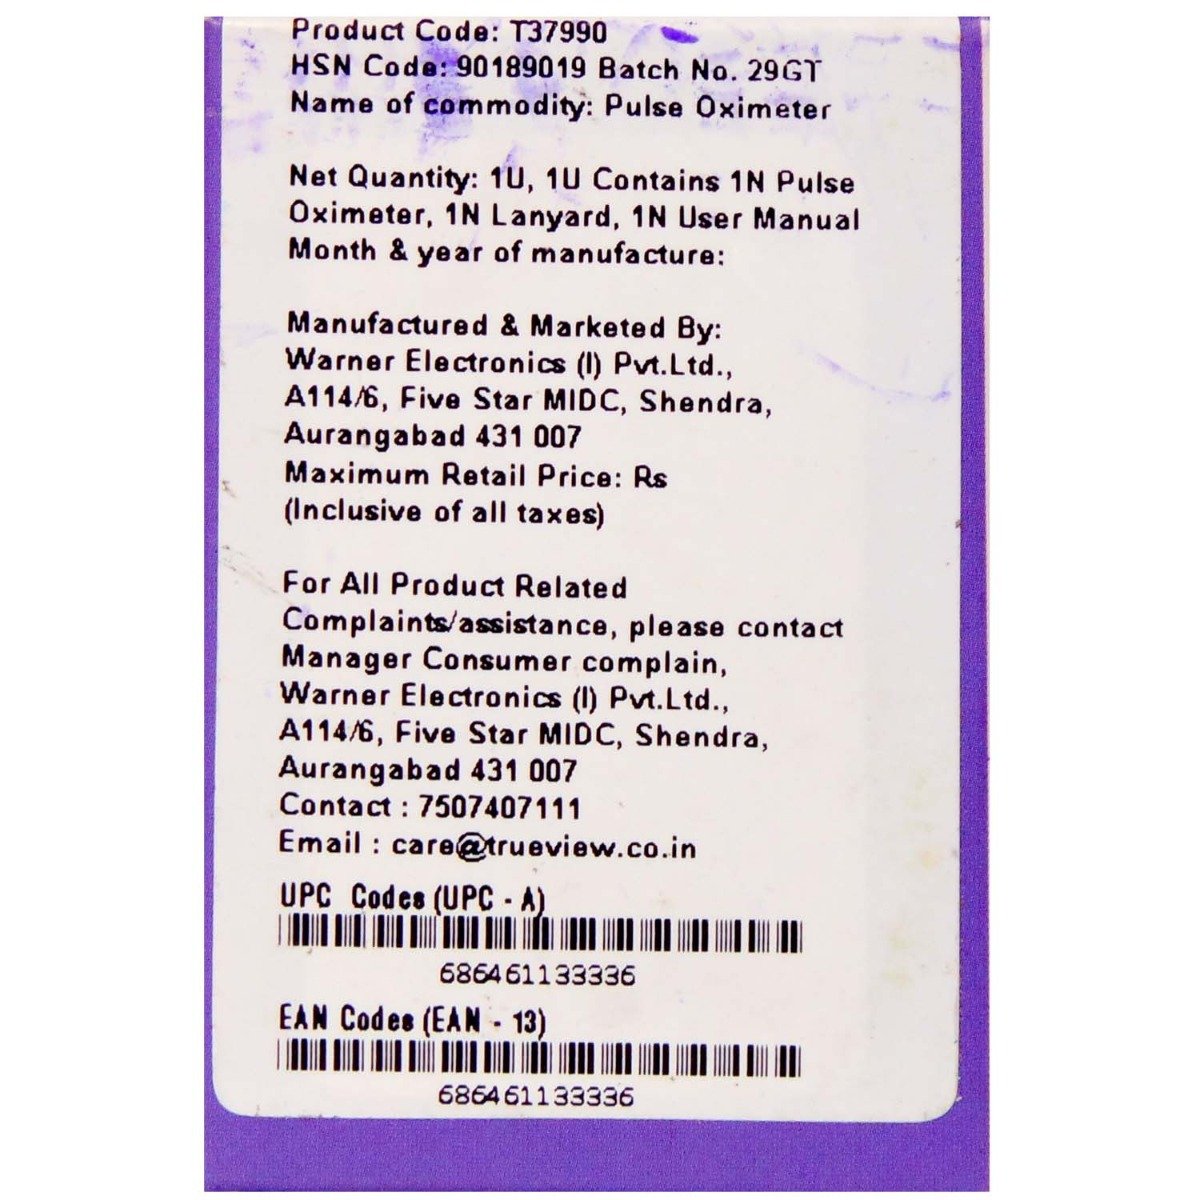 Product Code: T37990
HSN Code: 90189019 Batch No. 29GT
Name of commodity: Pulse Oximeter
Net Quantity: 1U, 1U Contains 1N Pulse
Oximeter, 1N Lanyard, 1N User Manual
Month & year of manufacture:
Manufactured & Marketed By:
Warner Electronics (I) Pvt.Ltd.,
A114/6, Five Star MIDC, Shendra,
Aurangabad 431 007
Maximum Retail Price: Rs
(Inclusive of all taxes)
For All Product Related
Complaints/assistance, please contact
Manager Consumer complain,
Warner Electronics (I) Pvt.Ltd.,
A114/6, Five Star MIDC, Shendra,
Aurangabad 431 007
Contact : 7507407111
Email : care@trueview.co.in
UPC Codes (UPC - A)
686461133336
EAN Codes (EAN - 13)
686461133336